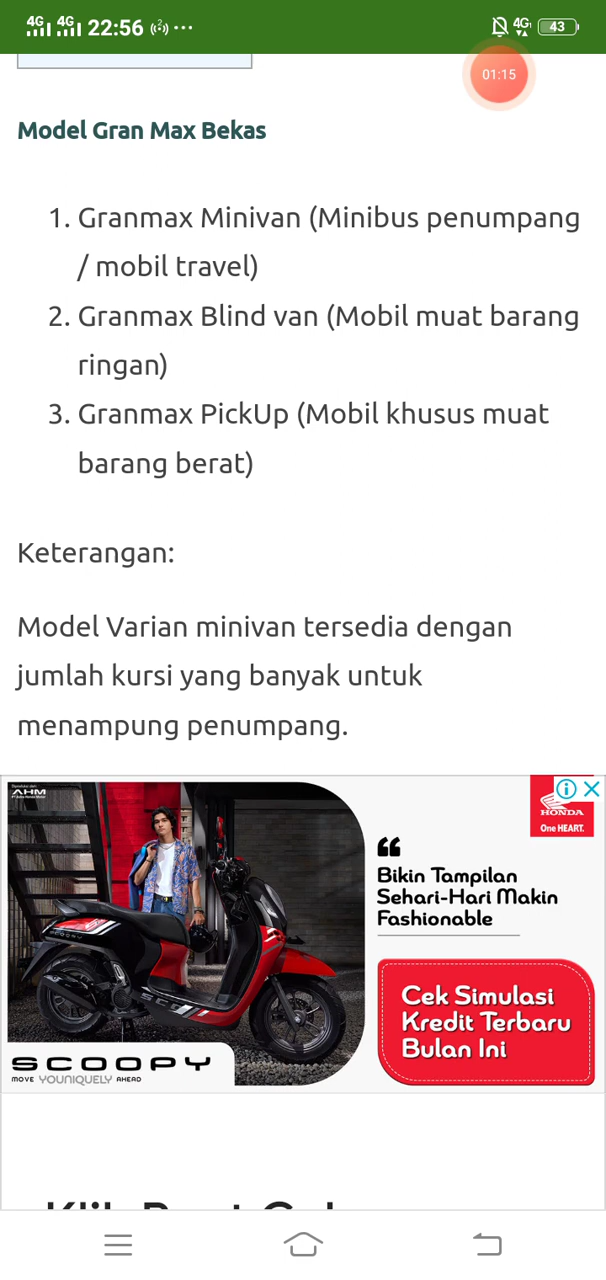 4G 4G 22:56 4G 43
01:15
Model Gran Max Bekas
1. Granmax Minivan (Minibus penumpang
/ mobil travel)
2. Granmax Blind van (Mobil muat barang
ringan)
3. Granmax PickUp (Mobil khusus muat
barang berat)
Keterangan:
Model Varian minivan tersedia dengan
jumlah kursi yang banyak untuk
menampung penumpang.
AHM
HONDA
One HEART.
“
Bikin Tampilan
Sehari-Hari Makin
Fashionable
Cek Simulasi
Kredit Terbaru
Bulan Ini
SCOOPY
MOVE YOUNIQUELY AHEAD